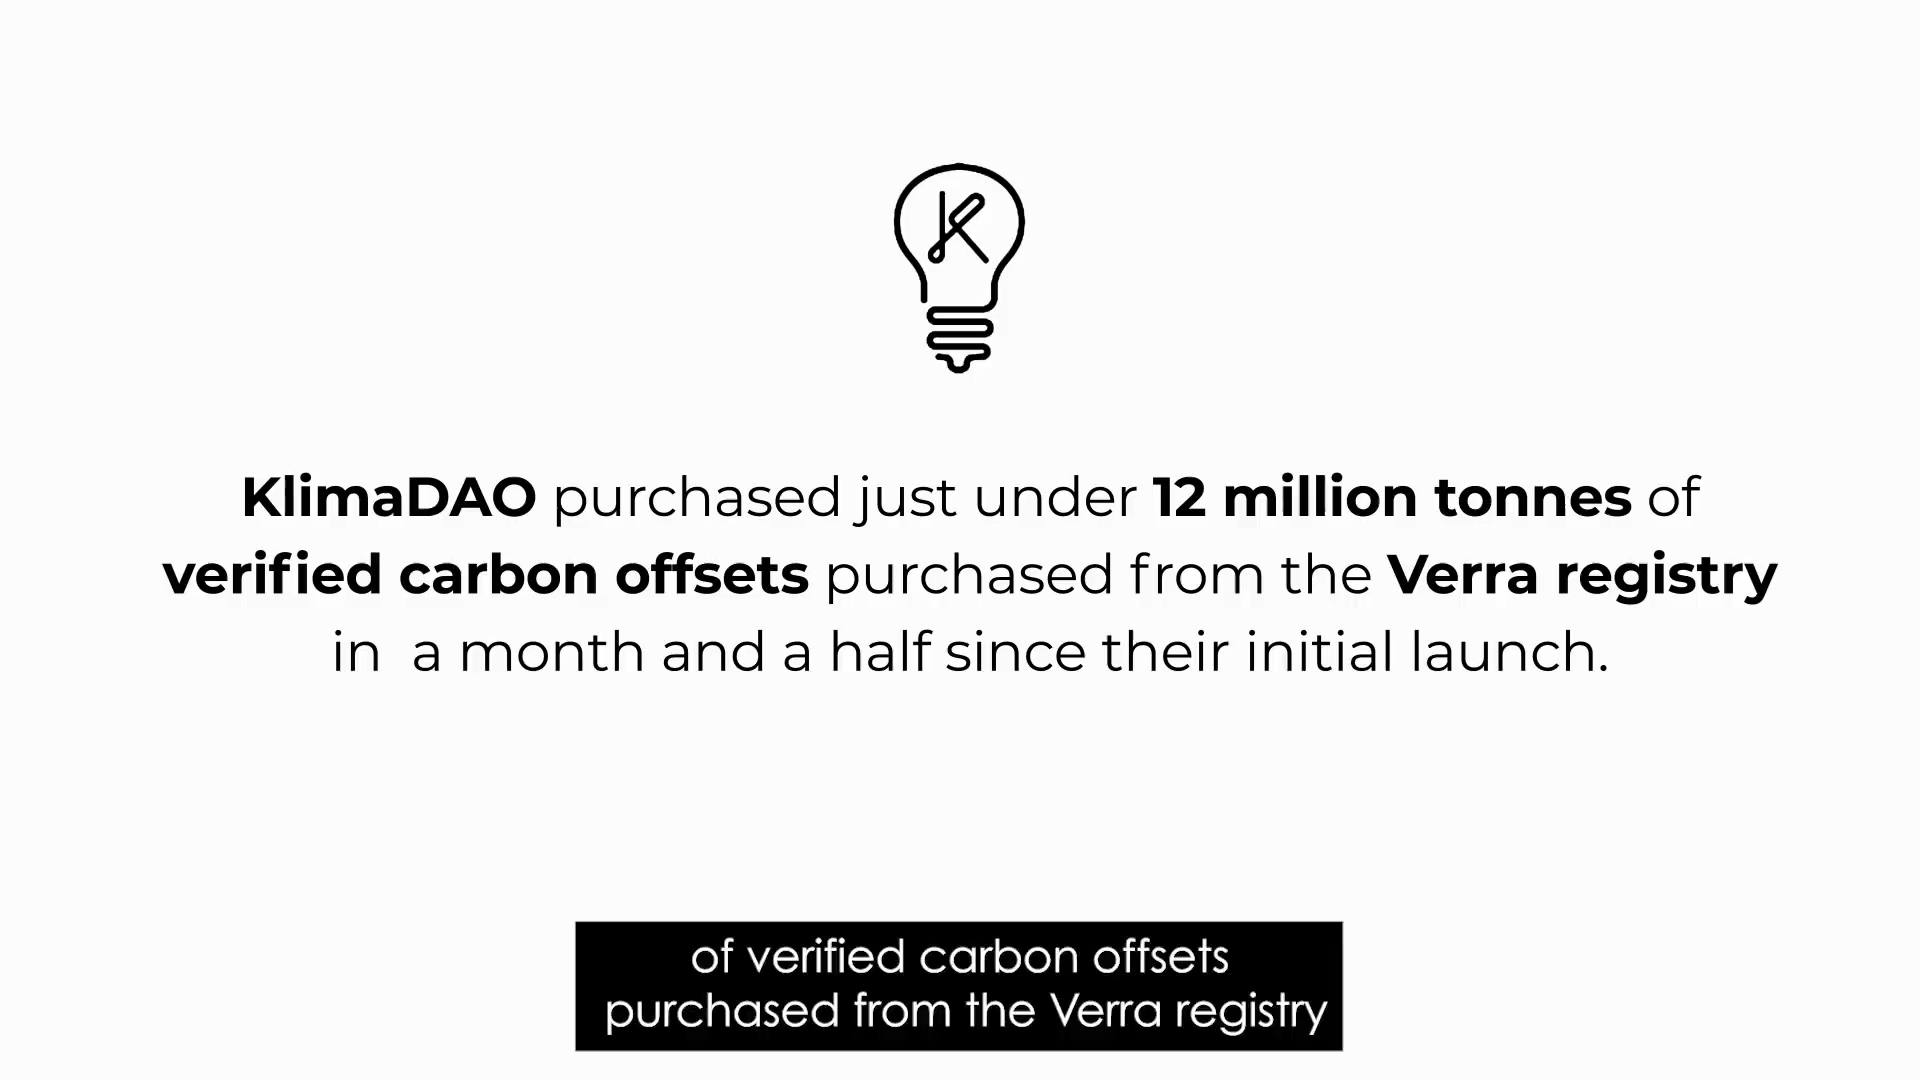 K
KlimaDAO purchased just under 12 million tonnes of
verified carbon offsets purchased from the Verra registry
in a month and a half since their initial launch.
of verified carbon offsets
purchased from the Verra registry